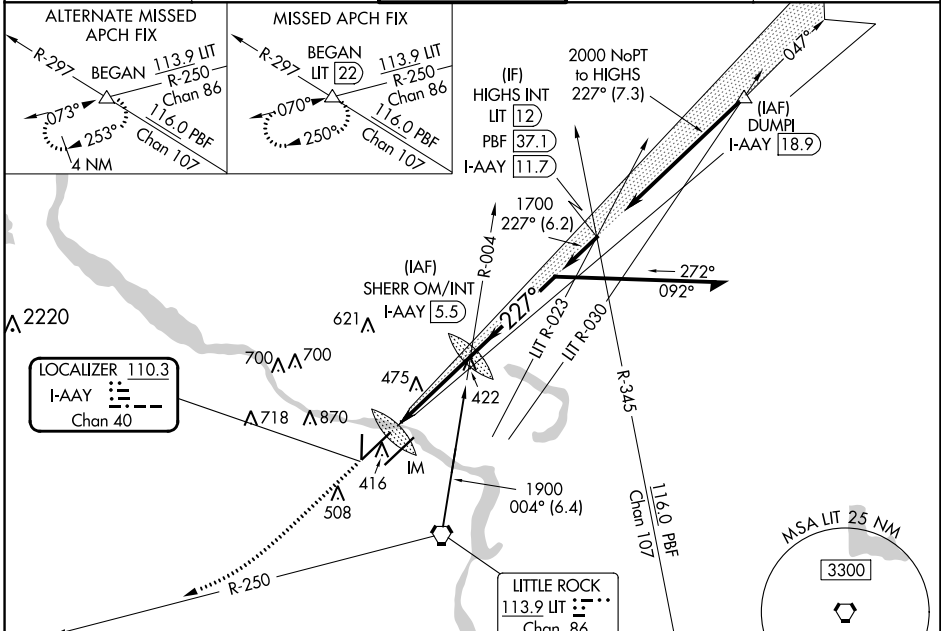 ALTERNATE MISSED
APCH FIX
R-297
BEGAN
113.9 LIT
R-250
Chan 86
073°
253°
4 NM
116.0 PBF
Chan 107
MISSED APCH FIX
R-297
BEGAN
LIT 22
113.9 LIT
R-250
Chan 86
070°
250°
116.0 PBF
Chan 107
(IF)
HIGHS INT
LIT 12
PBF 37.1
I-AAY 11.7
2000 NoPT
to HIGHS
227° (7.3)
047°
(IAF)
DUMPI
I-AAY 18.9
1700
227° (6.2)
R-004
(IAF)
SHERR OM/INT
I-AAY 5.5
227°
272°
092°
LIT R-023
LIT R-030
2220
621
700
700
475
422
LOCALIZER 110.3
I-AAY
Chan 40
718
870
IM
416
508
R-345
116.0 PBF
Chan 107
1900
004° (6.4)
R-250
LITTLE ROCK
113.9 LIT
Chan 86
MSA LIT 25 NM
3300